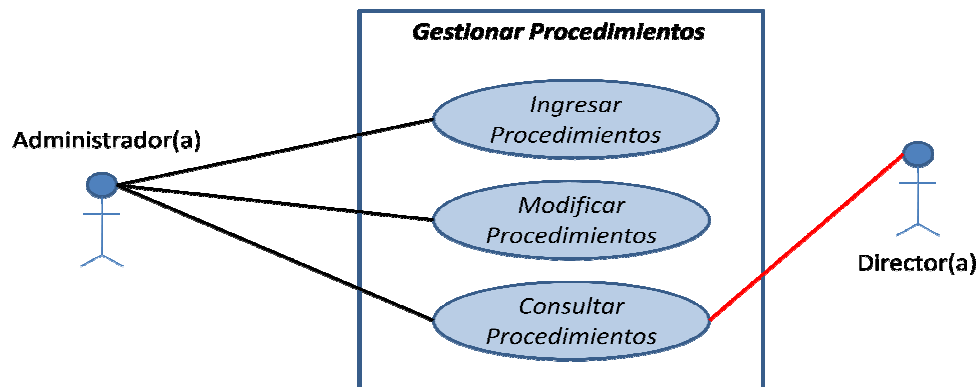 Gestionar Procedimientos
Ingresar
Procedimientos
Administrador(a)
Modificar
Procedimientos
Director(a)
Consultar
Procedimientos